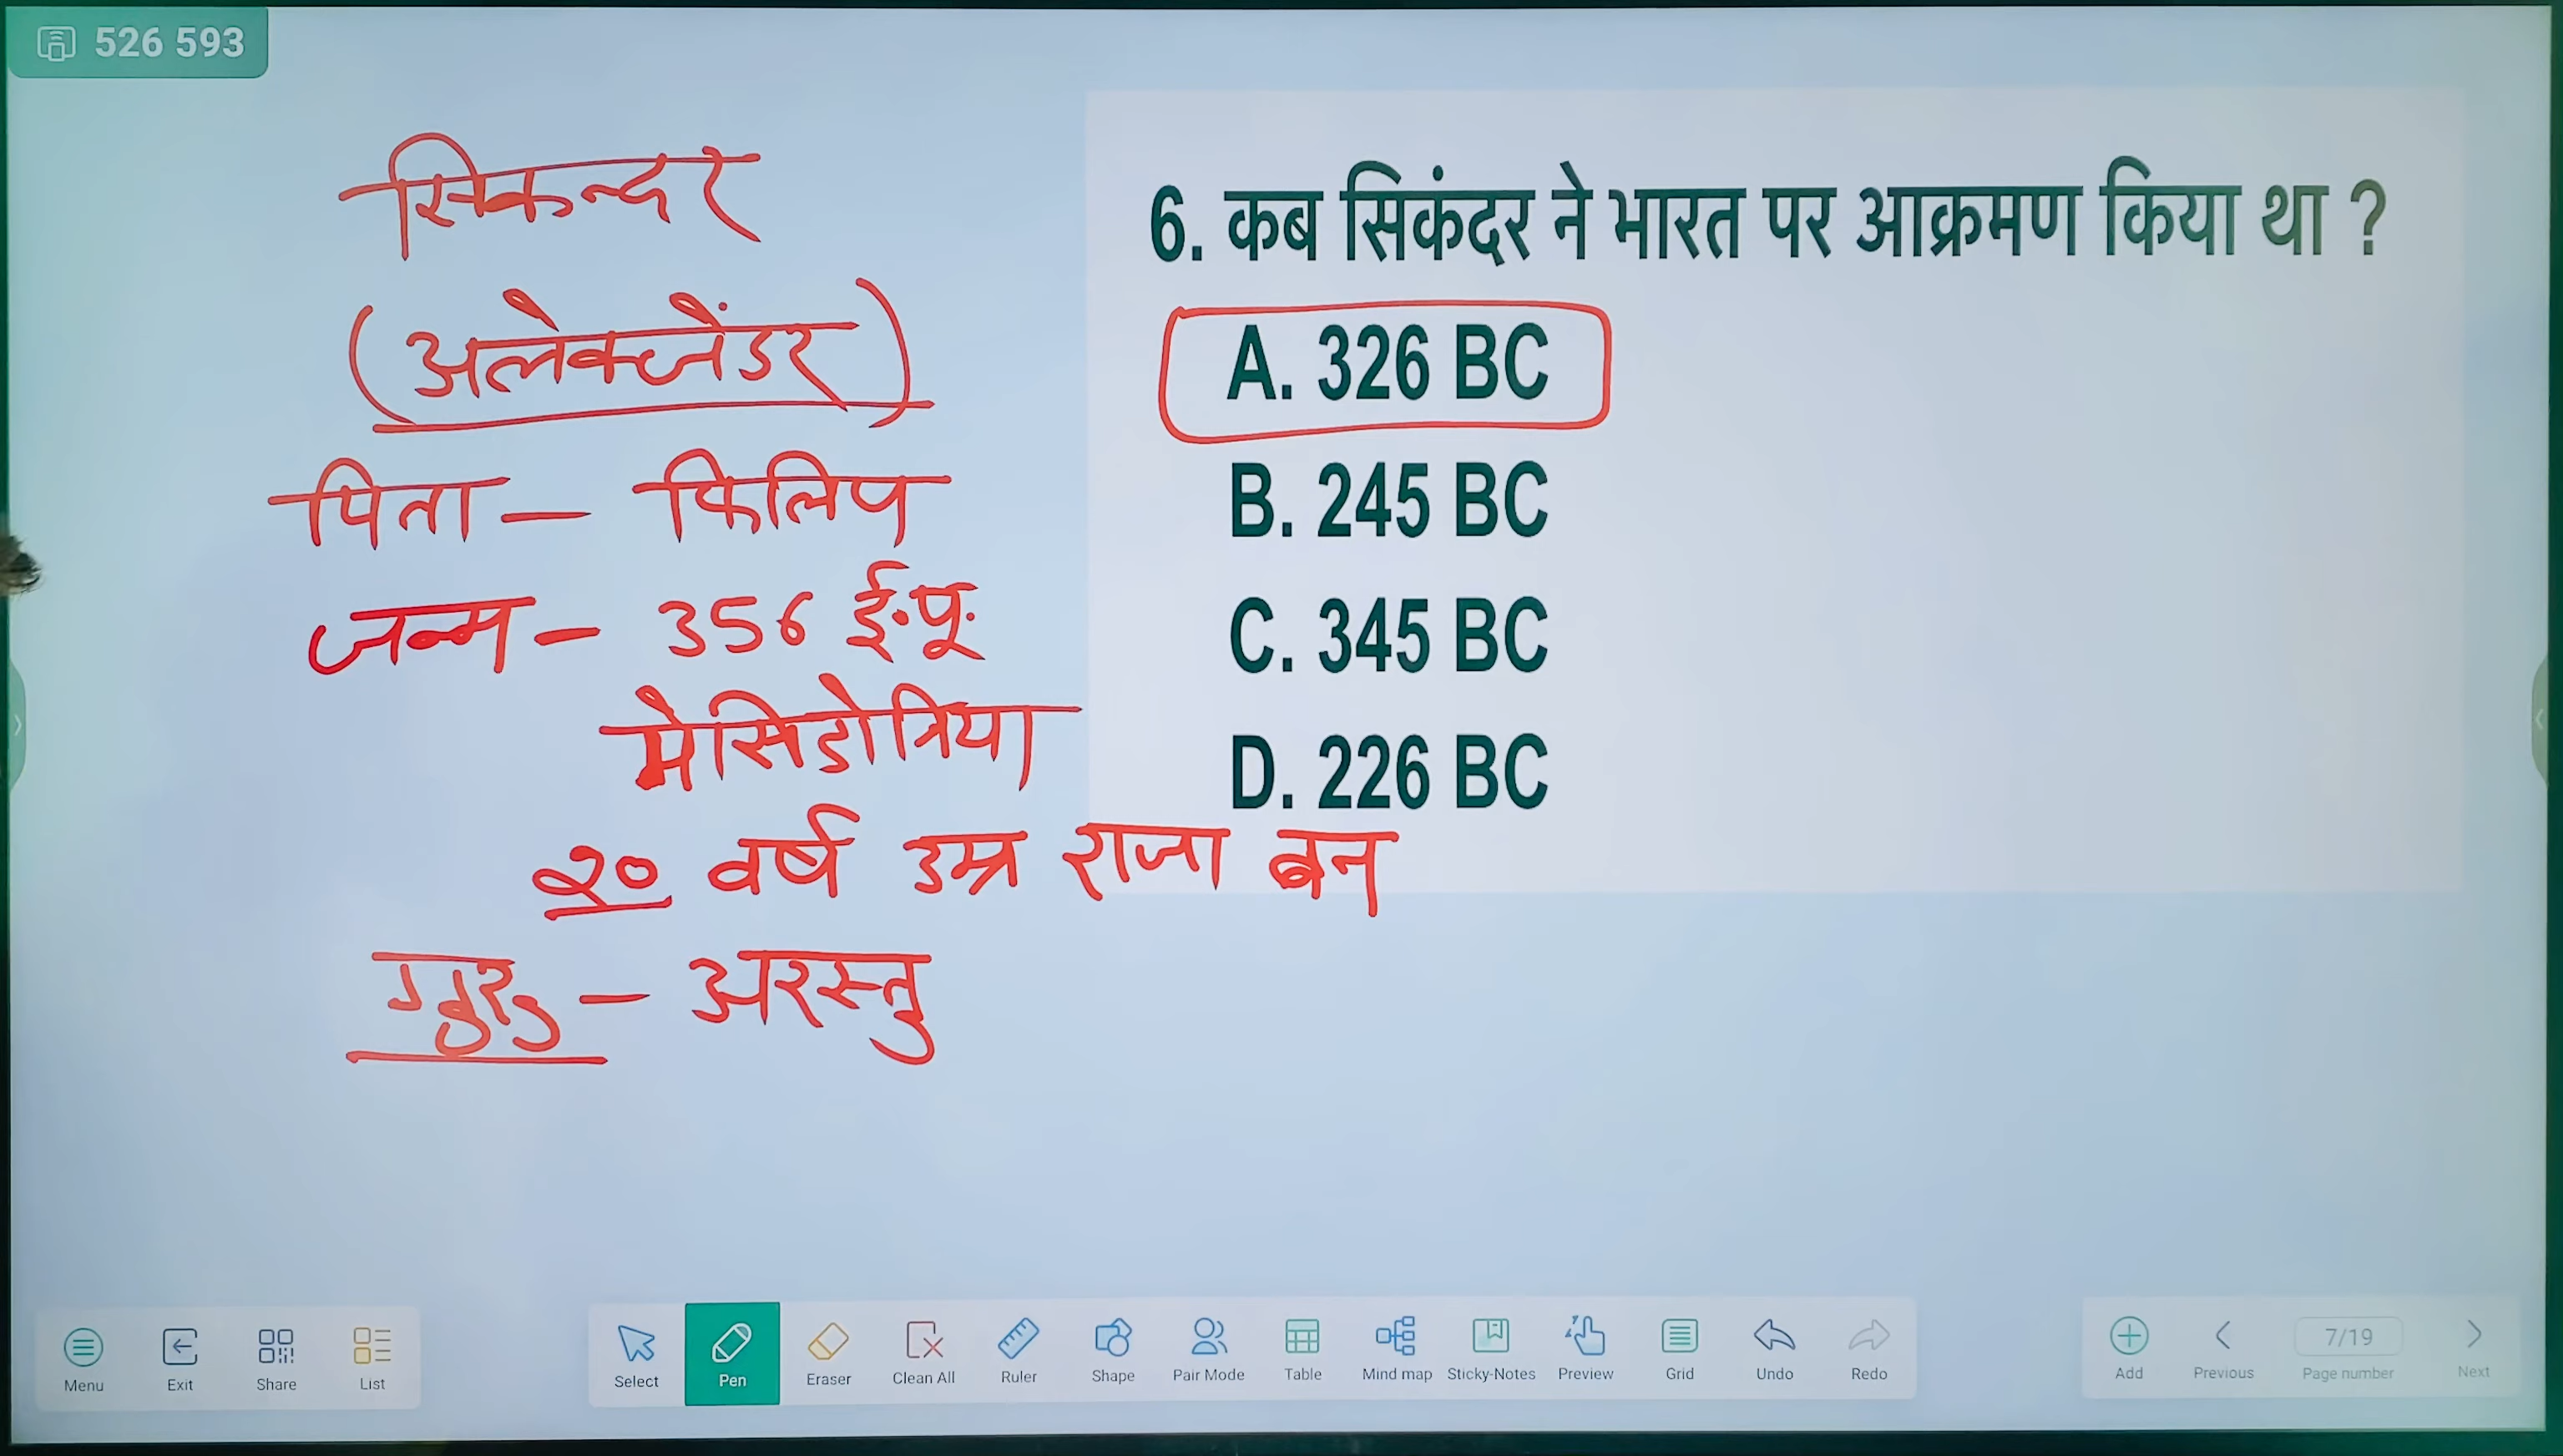 526 593
सिकन्दर
(अलेक्जेंडर)
पिता — फिलिप
जन्म — 356 ई.पू.
मेसिडोनिया
२० वर्ष उम्र राजा बन
गुरु — अरस्तु
6. कब सिकंदर ने भारत पर आक्रमण किया था ?
A. 326 BC
B. 245 BC
C. 345 BC
D. 226 BC
Menu Exit Share List
Select Pen Eraser Clean All Ruler Shape Pair Mode Table Mind map Sticky-Notes Preview Grid Undo Redo
Add Previous 7/19 Page number Next